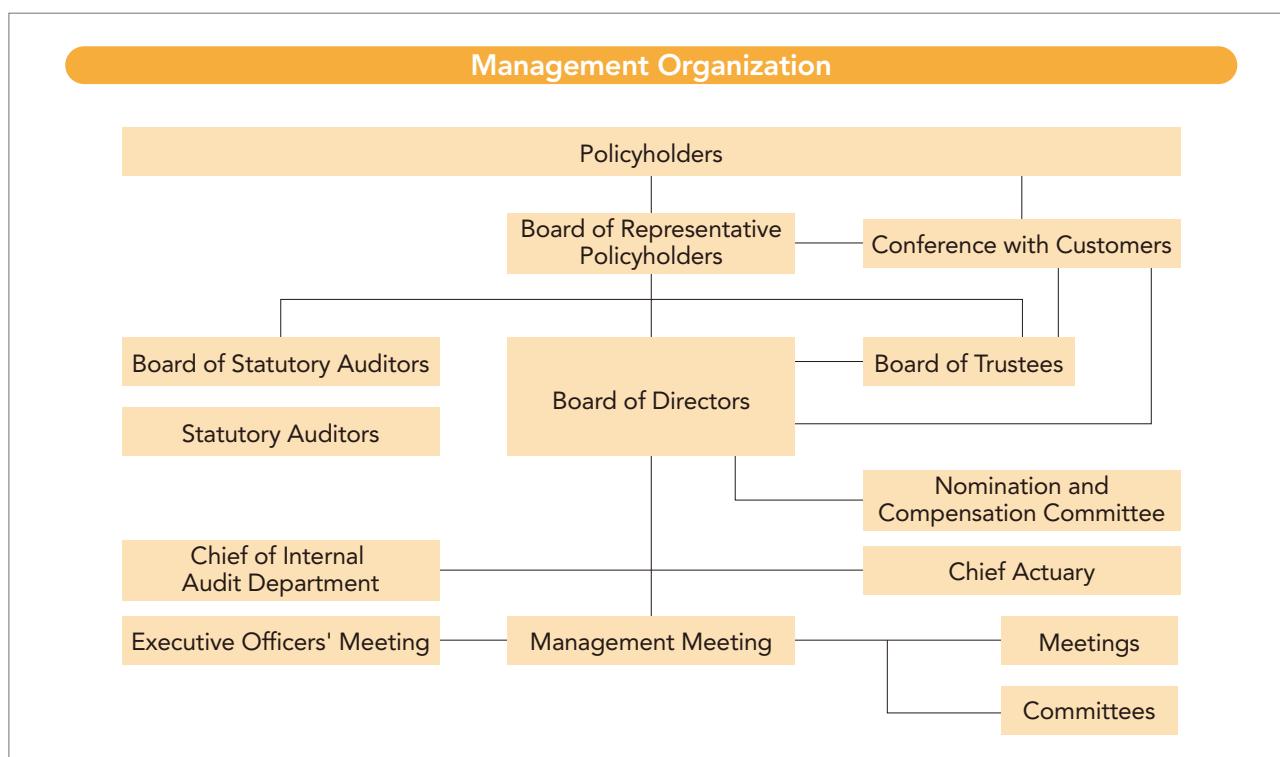 Management Organization
Policyholders
Board of Representative
Policyholders
Conference with Customers
Board of Statutory Auditors
Board of Directors
Board of Trustees
Statutory Auditors
Nomination and
Compensation Committee
Chief of Internal
Audit Department
Chief Actuary
Executive Officers' Meeting
Management Meeting
Meetings
Committees